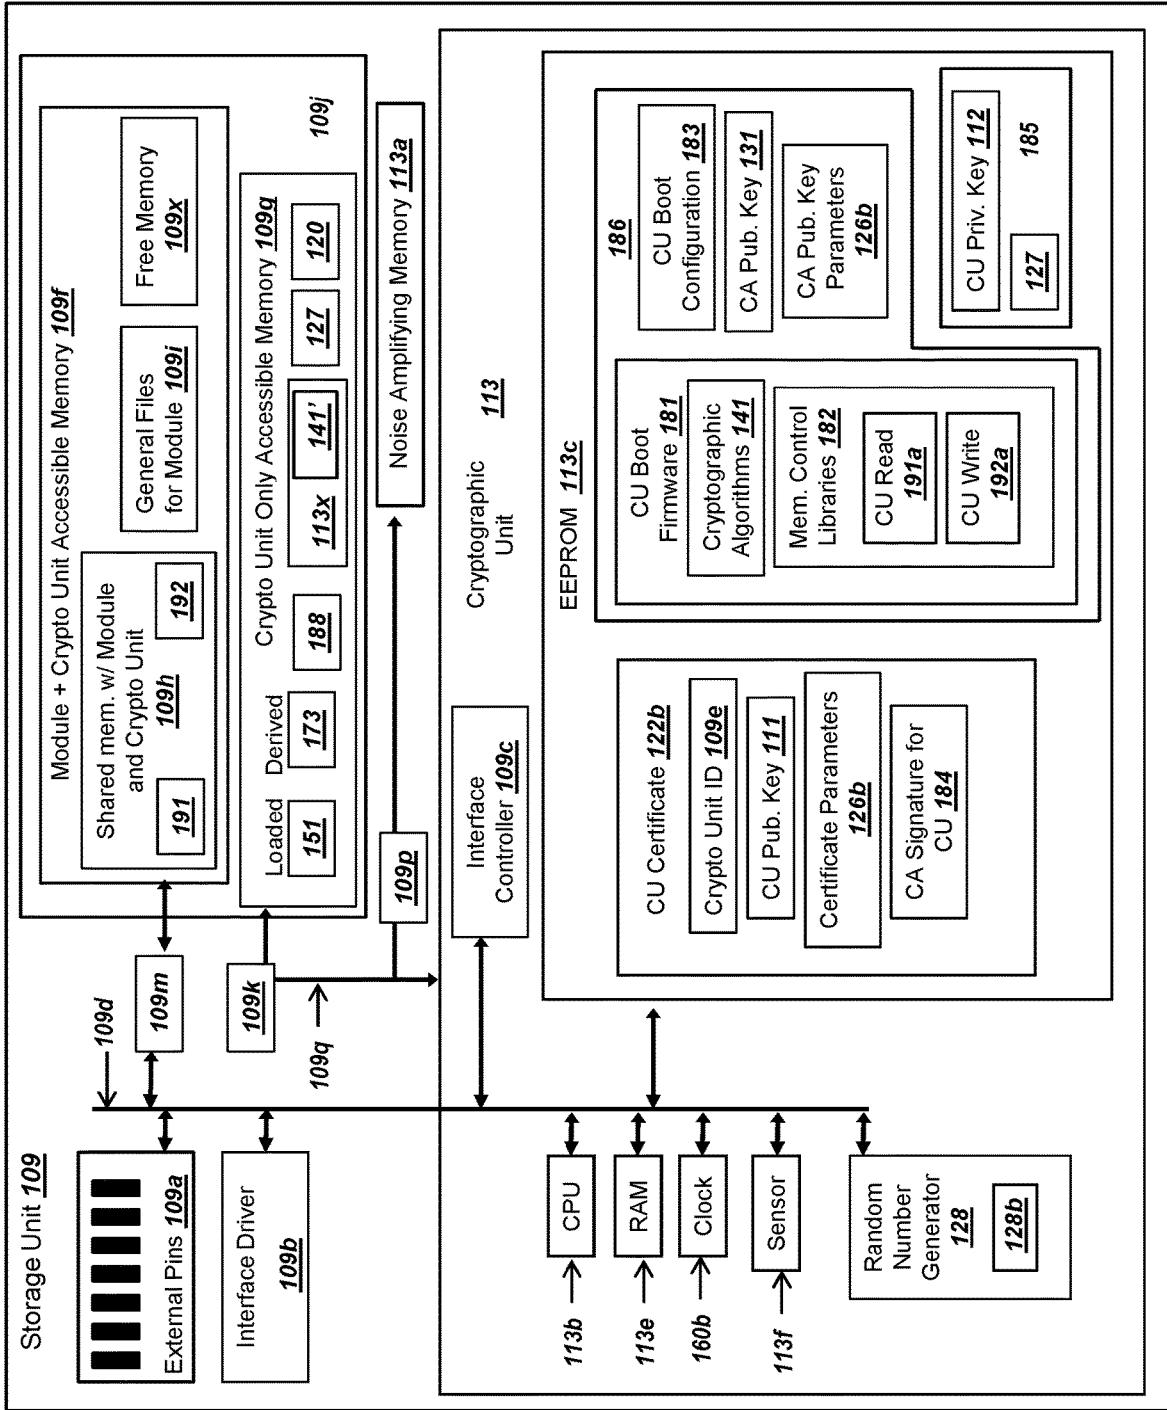 Storage Unit 109
External Pins 109a
Interface Driver
109b
109d
109m
109k
109q
109p
Module + Crypto Unit Accessible Memory 109f
Shared mem. w/ Module
and Crypto Unit
109h
191
192
General Files
for Module 109i
Free Memory
109x
109j
Crypto Unit Only Accessible Memory 109g
Loaded
151
Derived
173
188
113x
141'
127
120
Noise Amplifying Memory 113a
Cryptographic
Unit
113
Interface
Controller 109c
113b
CPU
113e
RAM
160b
Clock
113f
Sensor
Random
Number
Generator
128
128b
EEPROM 113c
CU Certificate 122b
Crypto Unit ID 109e
CU Pub. Key 111
Certificate Parameters
126b
CA Signature for
CU 184
CU Boot
Firmware 181
Cryptographic
Algorithms 141
Mem. Control
Libraries 182
CU Read
191a
CU Write
192a
186
CU Boot
Configuration 183
CA Pub. Key 131
CA Pub. Key
Parameters
126b
CU Priv. Key 112
127
185